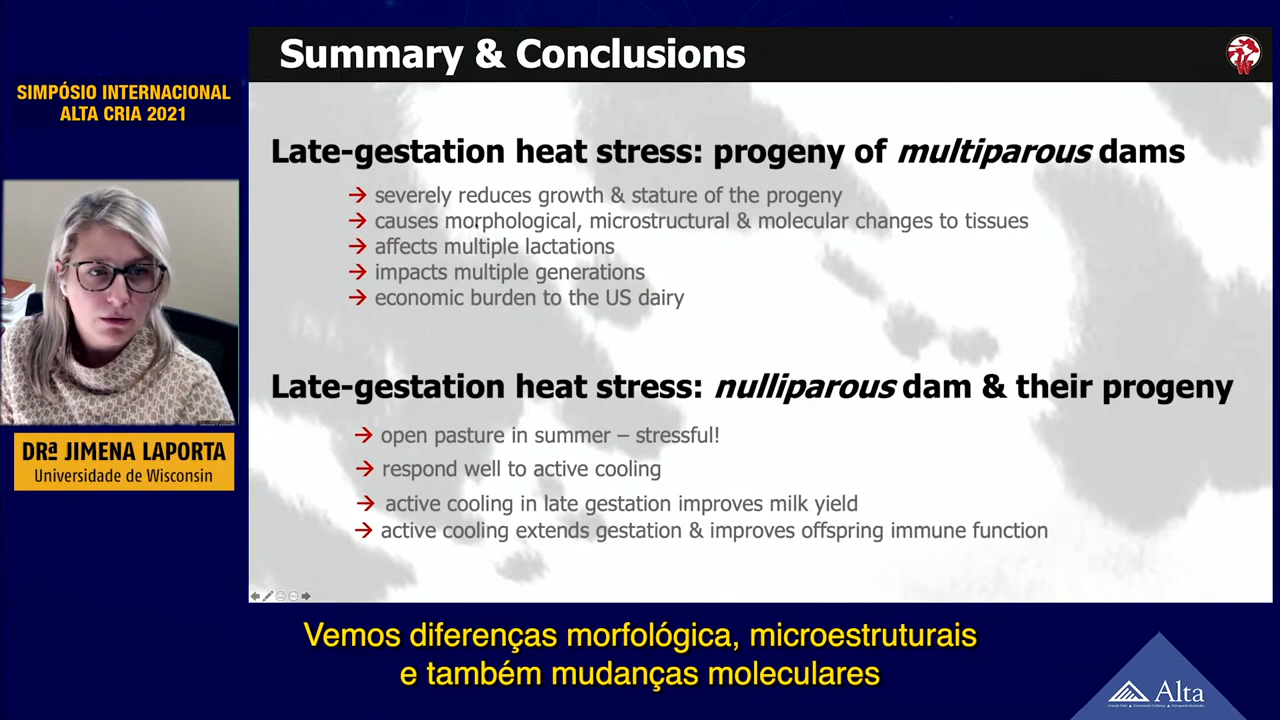 Summary & Conclusions
SIMPÓSIO INTERNACIONAL
ALTA CRIA 2021
Late-gestation heat stress: progeny of multiparous dams
→ severely reduces growth & stature of the progeny
→ causes morphological, microstructural & molecular changes to tissues
→ affects multiple lactations
→ impacts multiple generations
→ economic burden to the US dairy
Late-gestation heat stress: nulliparous dam & their progeny
→ open pasture in summer – stressful!
→ respond well to active cooling
→ active cooling in late gestation improves milk yield
→ active cooling extends gestation & improves offspring immune function
DRª JIMENA LAPORTA
Universidade de Wisconsin
Vemos diferenças morfológica, microestruturais
e também mudanças moleculares
Alta